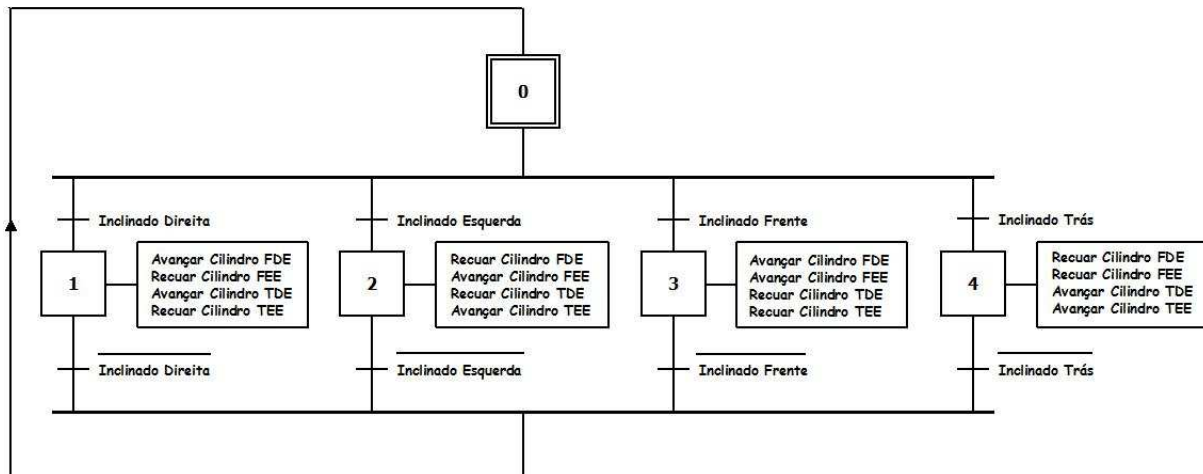 0
Inclinado Direita
Inclinado Esquerda
Inclinado Frente
Inclinado Trás
1
Avançar Cilindro FDE
Recuar Cilindro FEE
Avançar Cilindro TDE
Recuar Cilindro TEE
2
Recuar Cilindro FDE
Avançar Cilindro FEE
Recuar Cilindro TDE
Avançar Cilindro TEE
3
Avançar Cilindro FDE
Avançar Cilindro FEE
Recuar Cilindro TDE
Recuar Cilindro TEE
4
Recuar Cilindro FDE
Recuar Cilindro FEE
Avançar Cilindro TDE
Avançar Cilindro TEE
Inclinado Direita
Inclinado Esquerda
Inclinado Frente
Inclinado Trás